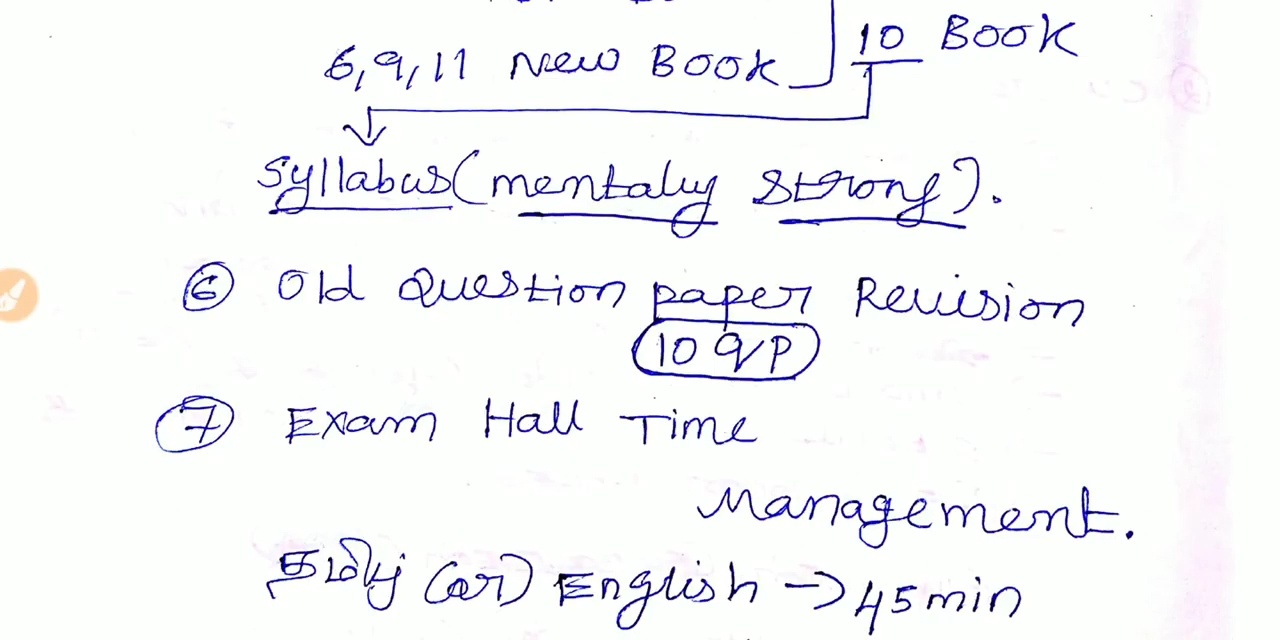 6,9,11 New Book
10 Book
Syllabus (mentaly strong).
6 Old Question paper Revision
10 Q/P
7 Exam Hall Time
Management.
தமிழ் (or) English → 45 min